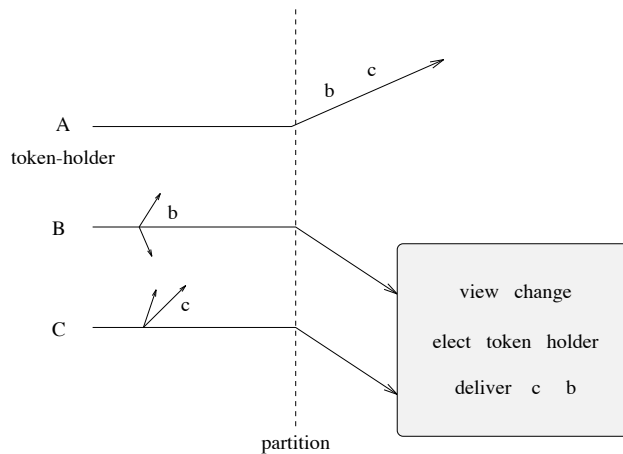 c
b
A
token-holder
b
B
view change
c
elect token holder
C
deliver c b
partition